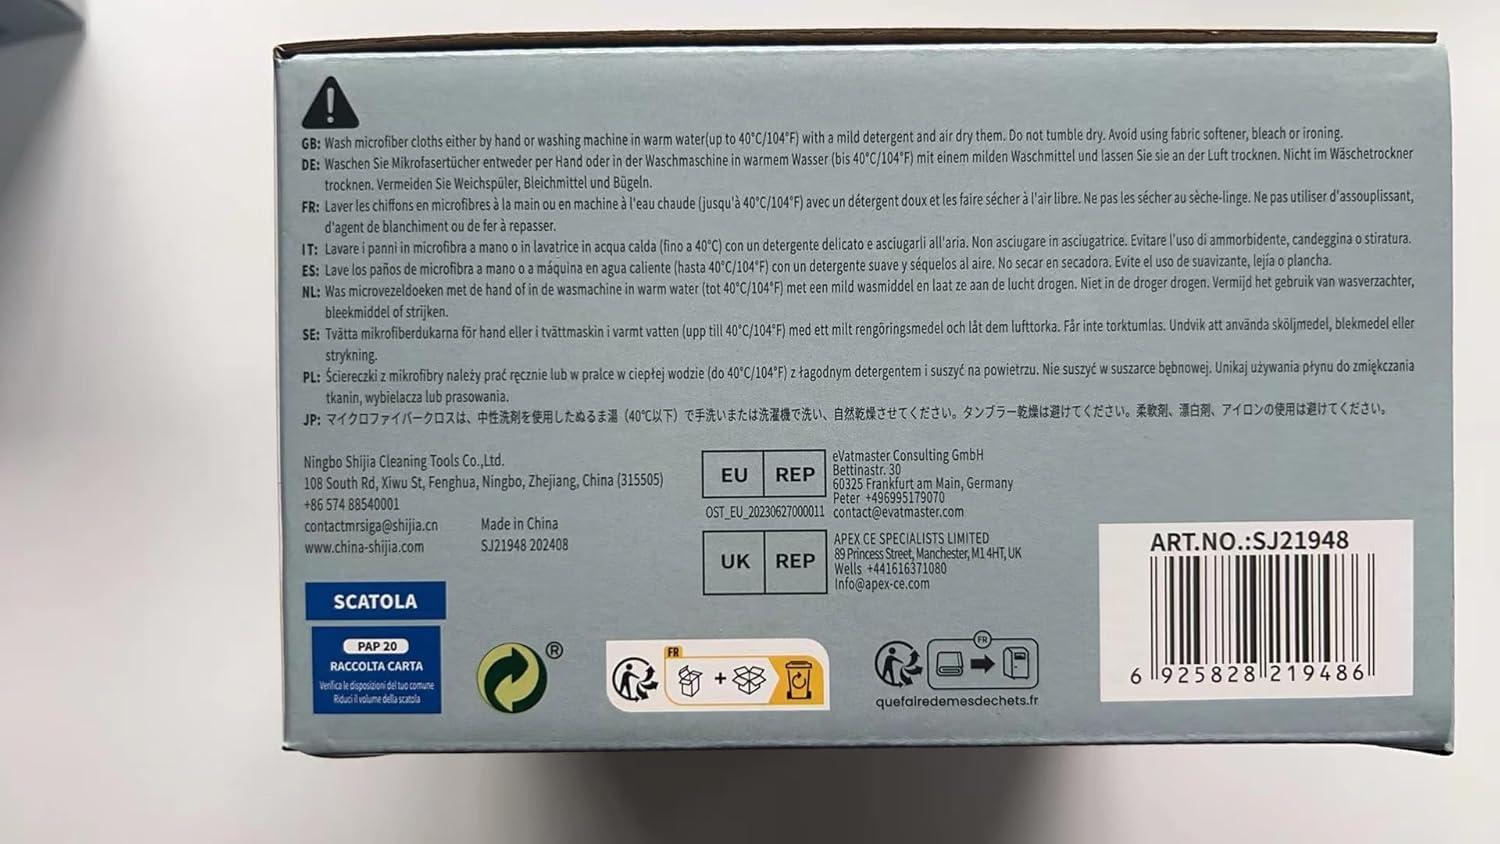 GB: Wash microfiber cloths either by hand or washing machine in warm water(up to 40°C/104°F) with a mild detergent and air dry them. Do not tumble dry. Avoid using fabric softener, bleach or ironing.
DE: Waschen Sie Mikrofasertücher entweder per Hand oder in der Waschmaschine in warmem Wasser (bis 40°C/104°F) mit einem milden Waschmittel und lassen Sie sie an der Luft trocknen. Nicht im Wäschetrockner
trocknen. Vermeiden Sie Weichspüler, Bleichmittel und Bügeln.
FR: Laver les chiffons en microfibres à la main ou en machine à l'eau chaude (jusqu'à 40°C/104°F) avec un détergent doux et les faire sécher à l'air libre. Ne pas les sécher au sèche-linge. Ne pas utiliser d'assouplissant,
d'agent de blanchiment ou de fer à repasser.
IT: Lavare i panni in microfibra a mano o in lavatrice in acqua calda (fino a 40°C) con un detergente delicato e asciugarli all'aria. Non asciugare in asciugatrice. Evitare l'uso di ammorbidente, candeggina o stiratura.
ES: Lave los paños de microfibra a mano o a máquina en agua caliente (hasta 40°C/104°F) con un detergente suave y séquelos al aire. No secar en secadora. Evite el uso de suavizante, lejía o plancha.
NL: Was microvezeldoeken met de hand of in de wasmachine in warm water (tot 40°C/104°F) met een mild wasmiddel en laat ze aan de lucht drogen. Niet in de droger drogen. Vermijd het gebruik van wasverzachter,
bleekmiddel of strijken.
SE: Tvätta mikrofiberdukarna för hand eller i tvättmaskin i varmt vatten (upp till 40°C/104°F) med ett milt rengöringsmedel och låt dem lufttorka. Får inte torktumlas. Undvik att använda sköljmedel, blekmedel eller
strykning.
PL: Ściereczki z mikrofibry należy prać ręcznie lub w pralce w ciepłej wodzie (do 40°C/104°F) z łagodnym detergentem i suszyć na powietrzu. Nie suszyć w suszarce bębnowej. Unikaj używania płynu do zmiękczania
tkanin, wybielacza lub prasowania.
JP: マイクロファイバークロスは、中性洗剤を使用したぬるま湯（40℃以下）で手洗いまたは洗濯機で洗い、自然乾燥させてください。タンブラー乾燥は避けてください。柔軟剤、漂白剤、アイロンの使用は避けてください。
Ningbo Shijia Cleaning Tools Co.,Ltd.
108 South Rd, Xiwu St, Fenghua, Ningbo, Zhejiang, China (315505)
+86 574 88540001
contactmrsiga@shijia.cn
www.china-shijia.com
Made in China
SJ21948 202408
EU REP
OST_EU_20230627000011
eVatmaster Consulting GmbH
Bettinastr. 30
60325 Frankfurt am Main, Germany
Peter +496995179070
contact@evatmaster.com
UK REP
APEX CE SPECIALISTS LIMITED
89 Princess Street, Manchester, M1 4HT, UK
Wells +441616371080
Info@apex-ce.com
ART.NO.:SJ21948
6 925828 219486
SCATOLA
PAP 20
RACCOLTA CARTA
Verifica le disposizioni del tuo comune
Riduci il volume della scatola
®
FR
+
FR
quefairedemesdechets.fr